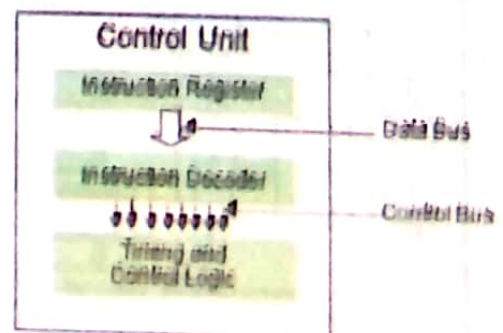 Control Unit
Instruction Register
Data Bus
Instruction Decoder
Control Bus
Timing and
Control Logic